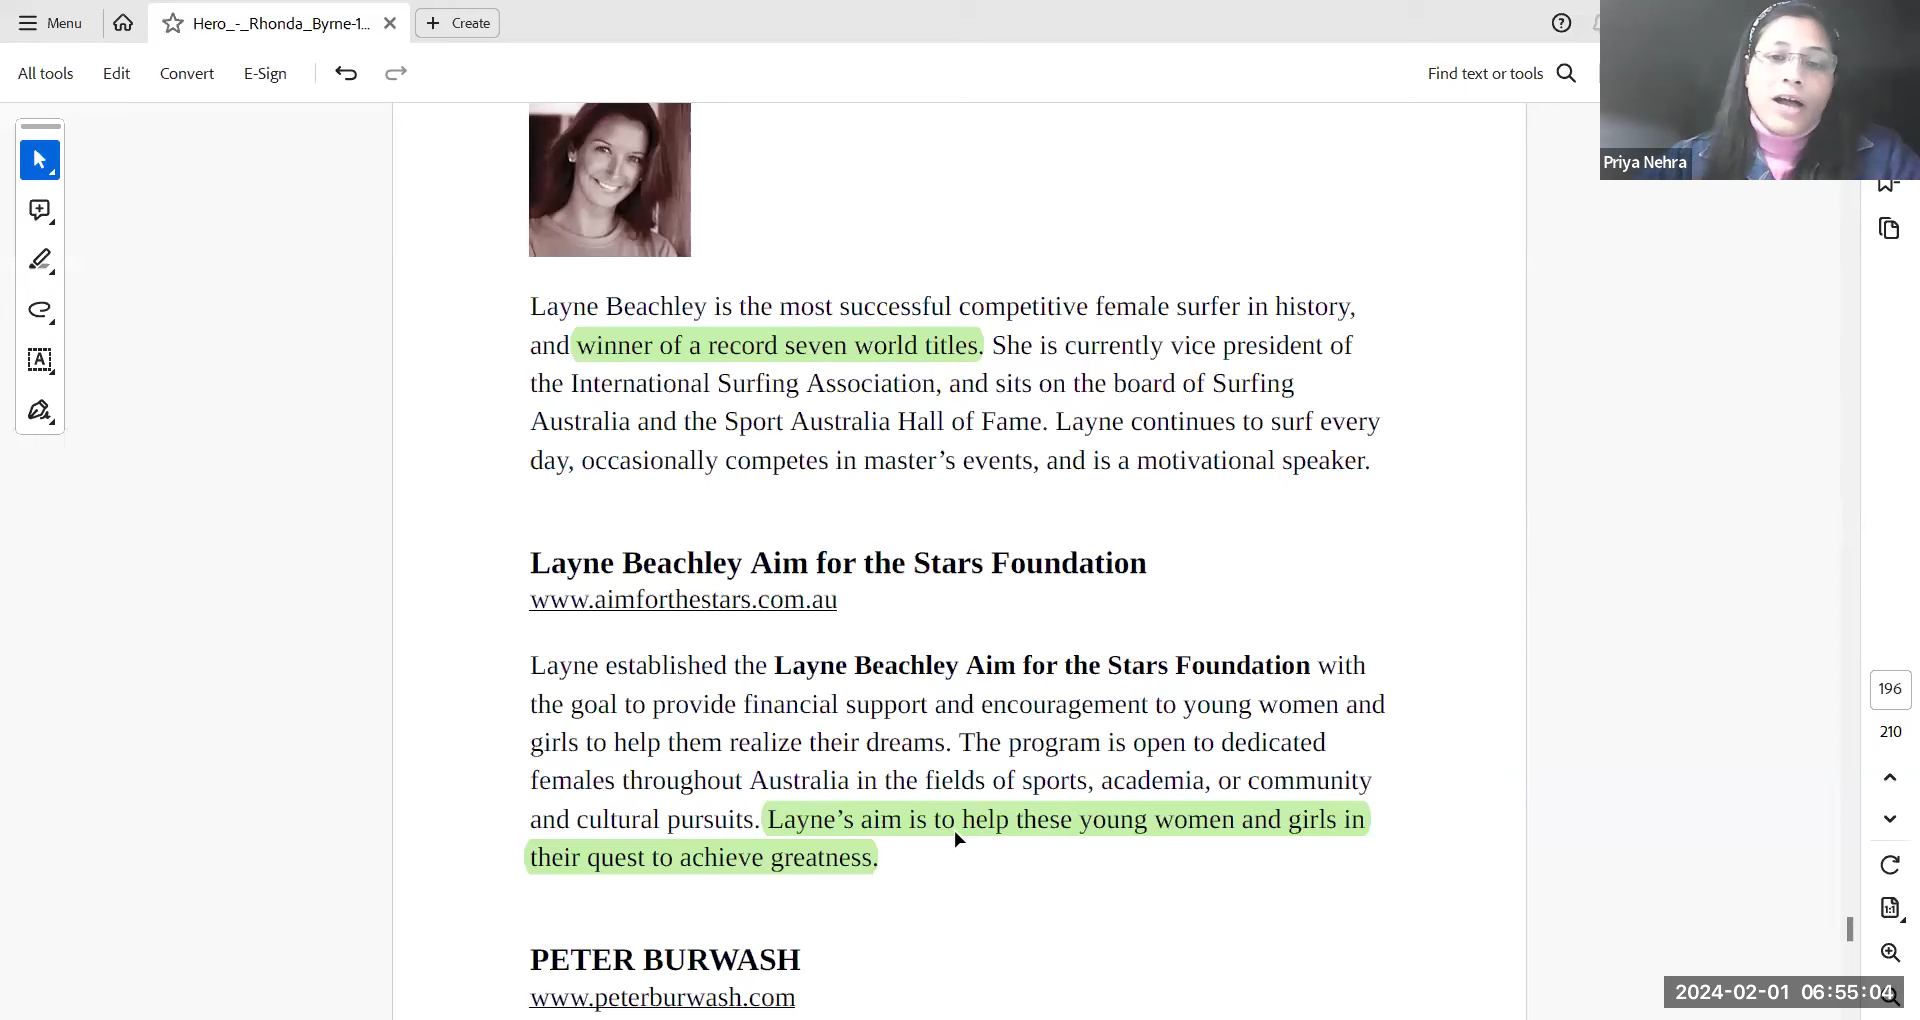 Menu
Hero_-_Rhonda_Byrne-1...
Create
All tools
Edit
Convert
E-Sign
Find text or tools
Priya Nehra
Layne Beachley is the most successful competitive female surfer in history,
and winner of a record seven world titles. She is currently vice president of
the International Surfing Association, and sits on the board of Surfing
Australia and the Sport Australia Hall of Fame. Layne continues to surf every
day, occasionally competes in master’s events, and is a motivational speaker.
Layne Beachley Aim for the Stars Foundation
www.aimforthestars.com.au
Layne established the Layne Beachley Aim for the Stars Foundation with
the goal to provide financial support and encouragement to young women and
girls to help them realize their dreams. The program is open to dedicated
females throughout Australia in the fields of sports, academia, or community
and cultural pursuits. Layne’s aim is to help these young women and girls in
their quest to achieve greatness.
PETER BURWASH
www.peterburwash.com
196
210
1:1
2024-02-01 06:55:04